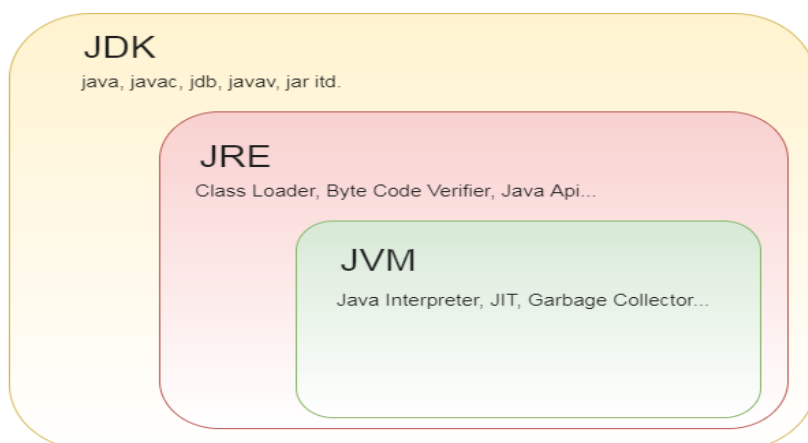 JDK
java, javac, jdb, javav, jar itd.
JRE
Class Loader, Byte Code Verifier, Java Api...
JVM
Java Interpreter, JIT, Garbage Collector...